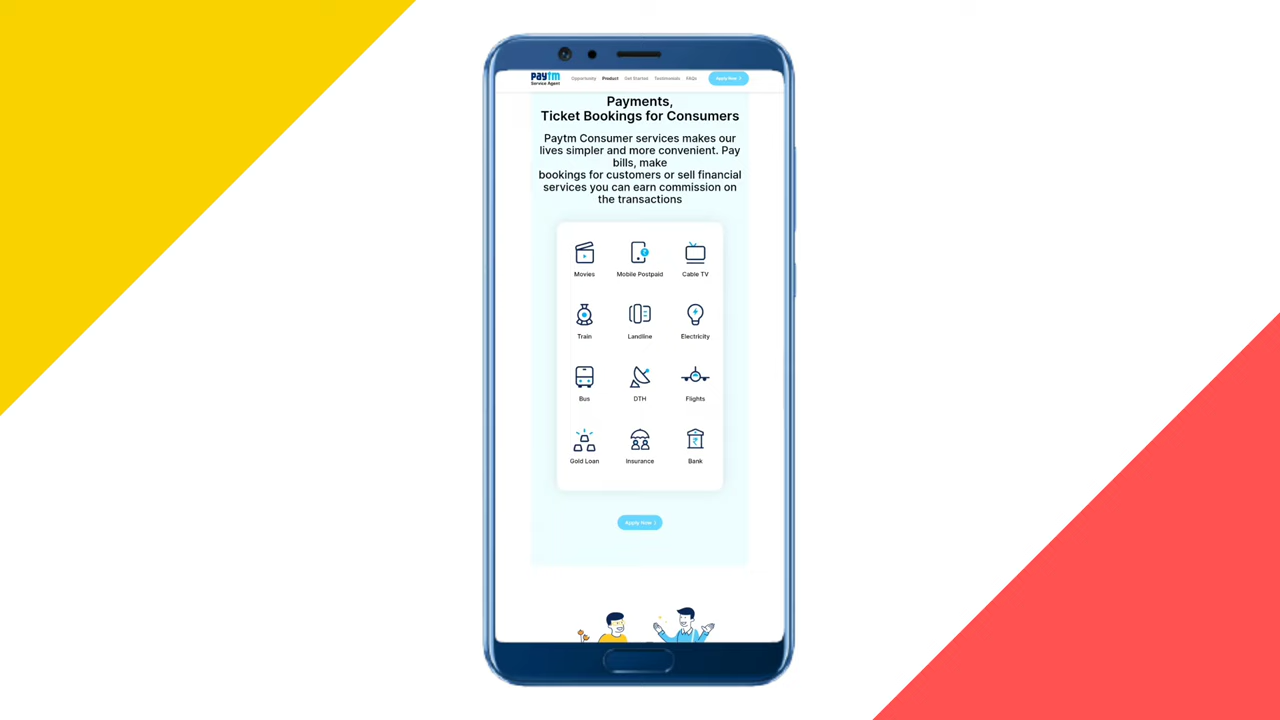 paytm
Service Agent
Opportunity Product Get Started Testimonials FAQs Apply Now
Payments,
Ticket Bookings for Consumers
Paytm Consumer services makes our
lives simpler and more convenient. Pay
bills, make
bookings for customers or sell financial
services you can earn commission on
the transactions
Movies Mobile Postpaid Cable TV
Train Landline Electricity
Bus DTH Flights
Gold Loan Insurance Bank
Apply Now